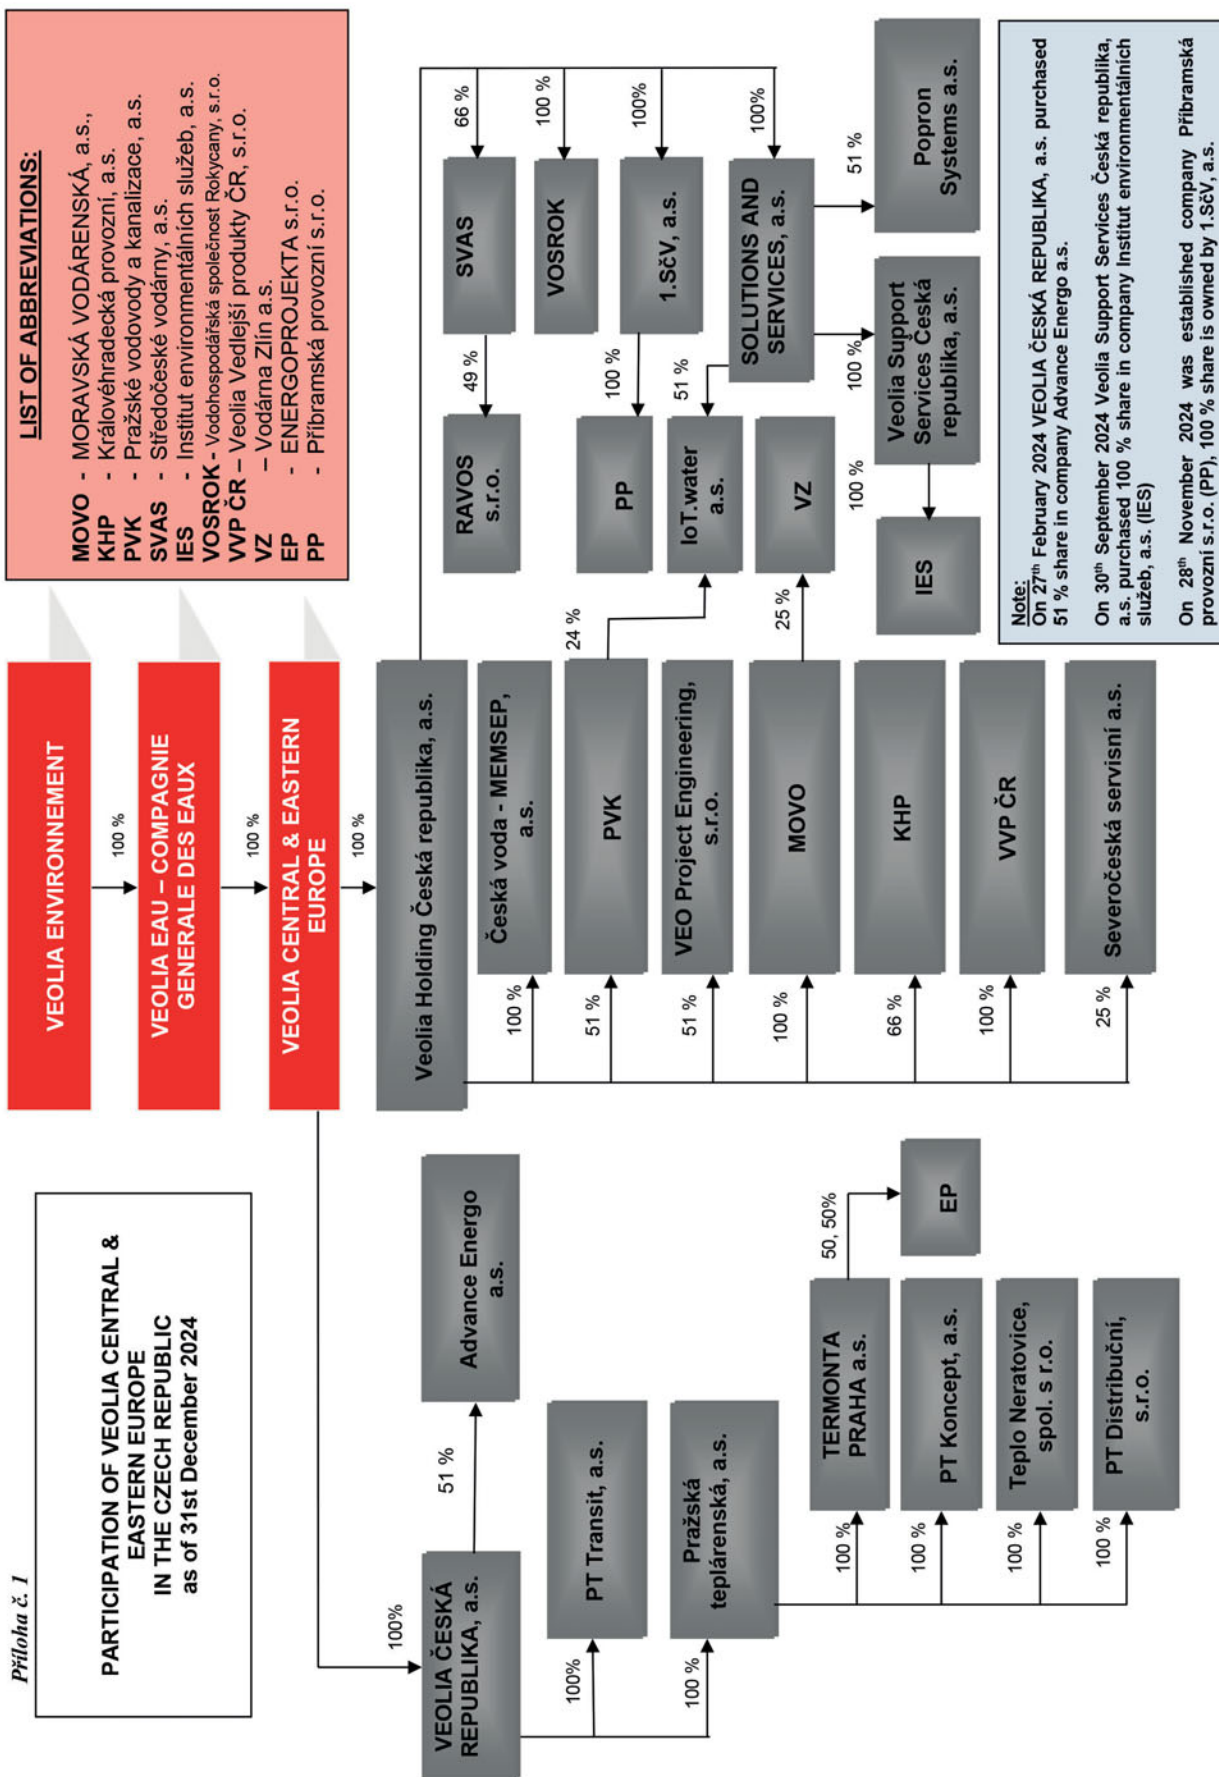 Příloha č. 1
PARTICIPATION OF VEOLIA CENTRAL &
EASTERN EUROPE
IN THE CZECH REPUBLIC
as of 31st December 2024
VEOLIA ENVIRONNEMENT
100 %
VEOLIA EAU – COMPAGNIE
GENERALE DES EAUX
100 %
VEOLIA CENTRAL & EASTERN
EUROPE
100 %
LIST OF ABBREVIATIONS:
MOVO - MORAVSKÁ VODÁRENSKÁ, a.s.,
KHP - Královéhradecká provozní, a.s.
PVK - Pražské vodovody a kanalizace, a.s.
SVAS - Středočeské vodárny, a.s.
IES - Institut environmentálních služeb, a.s.
VOSROK - Vodohospodářská společnost Rokycany, s.r.o.
VVP ČR – Veolia Vedlejší produkty ČR, s.r.o.
VZ – Vodárna Zlín a.s.
EP - ENERGOPROJEKTA s.r.o.
PP - Příbramská provozní s.r.o.
100%
VEOLIA ČESKÁ
REPUBLIKA, a.s.
51 %
Advance Energo
a.s.
100%
PT Transit, a.s.
100 %
Pražská
teplárenská, a.s.
100 %
TERMONTA
PRAHA a.s.
50, 50%
EP
100 %
PT Koncept, a.s.
100 %
Teplo Neratovice,
spol. s r.o.
100 %
PT Distribuční,
s.r.o.
Veolia Holding Česká republika, a.s.
100 %
Česká voda - MEMSEP,
a.s.
51 %
PVK
24 %
51 %
VEO Project Engineering,
s.r.o.
100 %
MOVO
25 %
66 %
KHP
100 %
VVP ČR
25 %
Severočeská servisní a.s.
66 %
SVAS
49 %
RAVOS
s.r.o.
100 %
VOSROK
100%
1.SčV, a.s.
100 %
PP
100%
SOLUTIONS AND
SERVICES, a.s.
51 %
IoT.water
a.s.
VZ
100 %
Veolia Support
Services Česká
republika, a.s.
51 %
Popron
Systems a.s.
100 %
IES
Note:
On 27th February 2024 VEOLIA ČESKÁ REPUBLIKA, a.s. purchased
51 % share in company Advance Energo a.s.
On 30th September 2024 Veolia Support Services Česká republika,
a.s. purchased 100 % share in company Institut environmentálních
služeb, a.s. (IES)
On 28th November 2024 was established company Příbramská
provozní s.r.o. (PP), 100 % share is owned by 1.SčV, a.s.